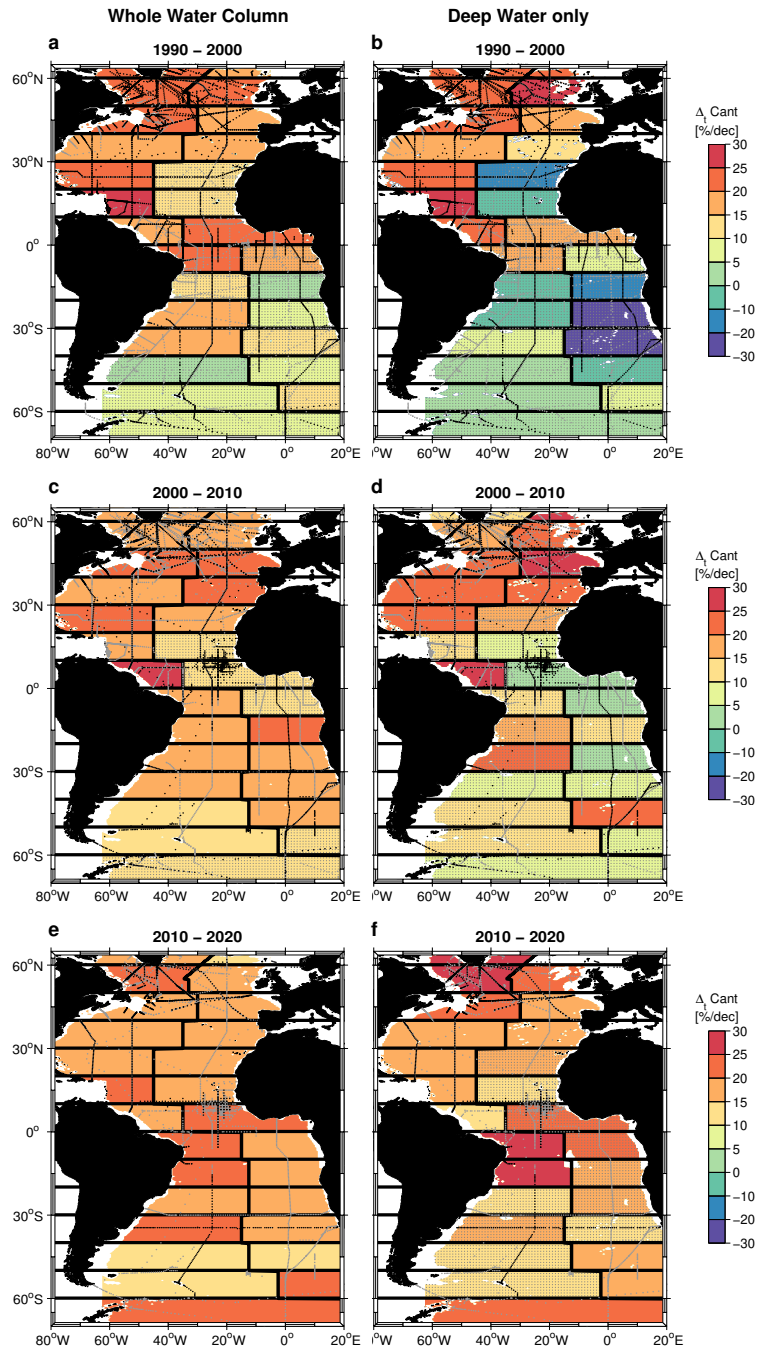 Whole Water Column
Deep Water only
a
1990 – 2000
b
1990 – 2000
60°N
30°N
0°
30°S
60°S
80°W 60°W 40°W 20°W 0° 20°E
80°W 60°W 40°W 20°W 0° 20°E
Δt Cant
[%/dec]
30
25
20
15
10
5
0
−10
−20
−30
c
2000 – 2010
d
2000 – 2010
60°N
30°N
0°
30°S
60°S
80°W 60°W 40°W 20°W 0° 20°E
80°W 60°W 40°W 20°W 0° 20°E
Δt Cant
[%/dec]
30
25
20
15
10
5
0
−10
−20
−30
e
2010 – 2020
f
2010 – 2020
60°N
30°N
0°
30°S
60°S
80°W 60°W 40°W 20°W 0° 20°E
0°W 60°W 40°W 20°W 0° 20°E
Δt Cant
[%/dec]
30
25
20
15
10
5
0
−10
−20
−30